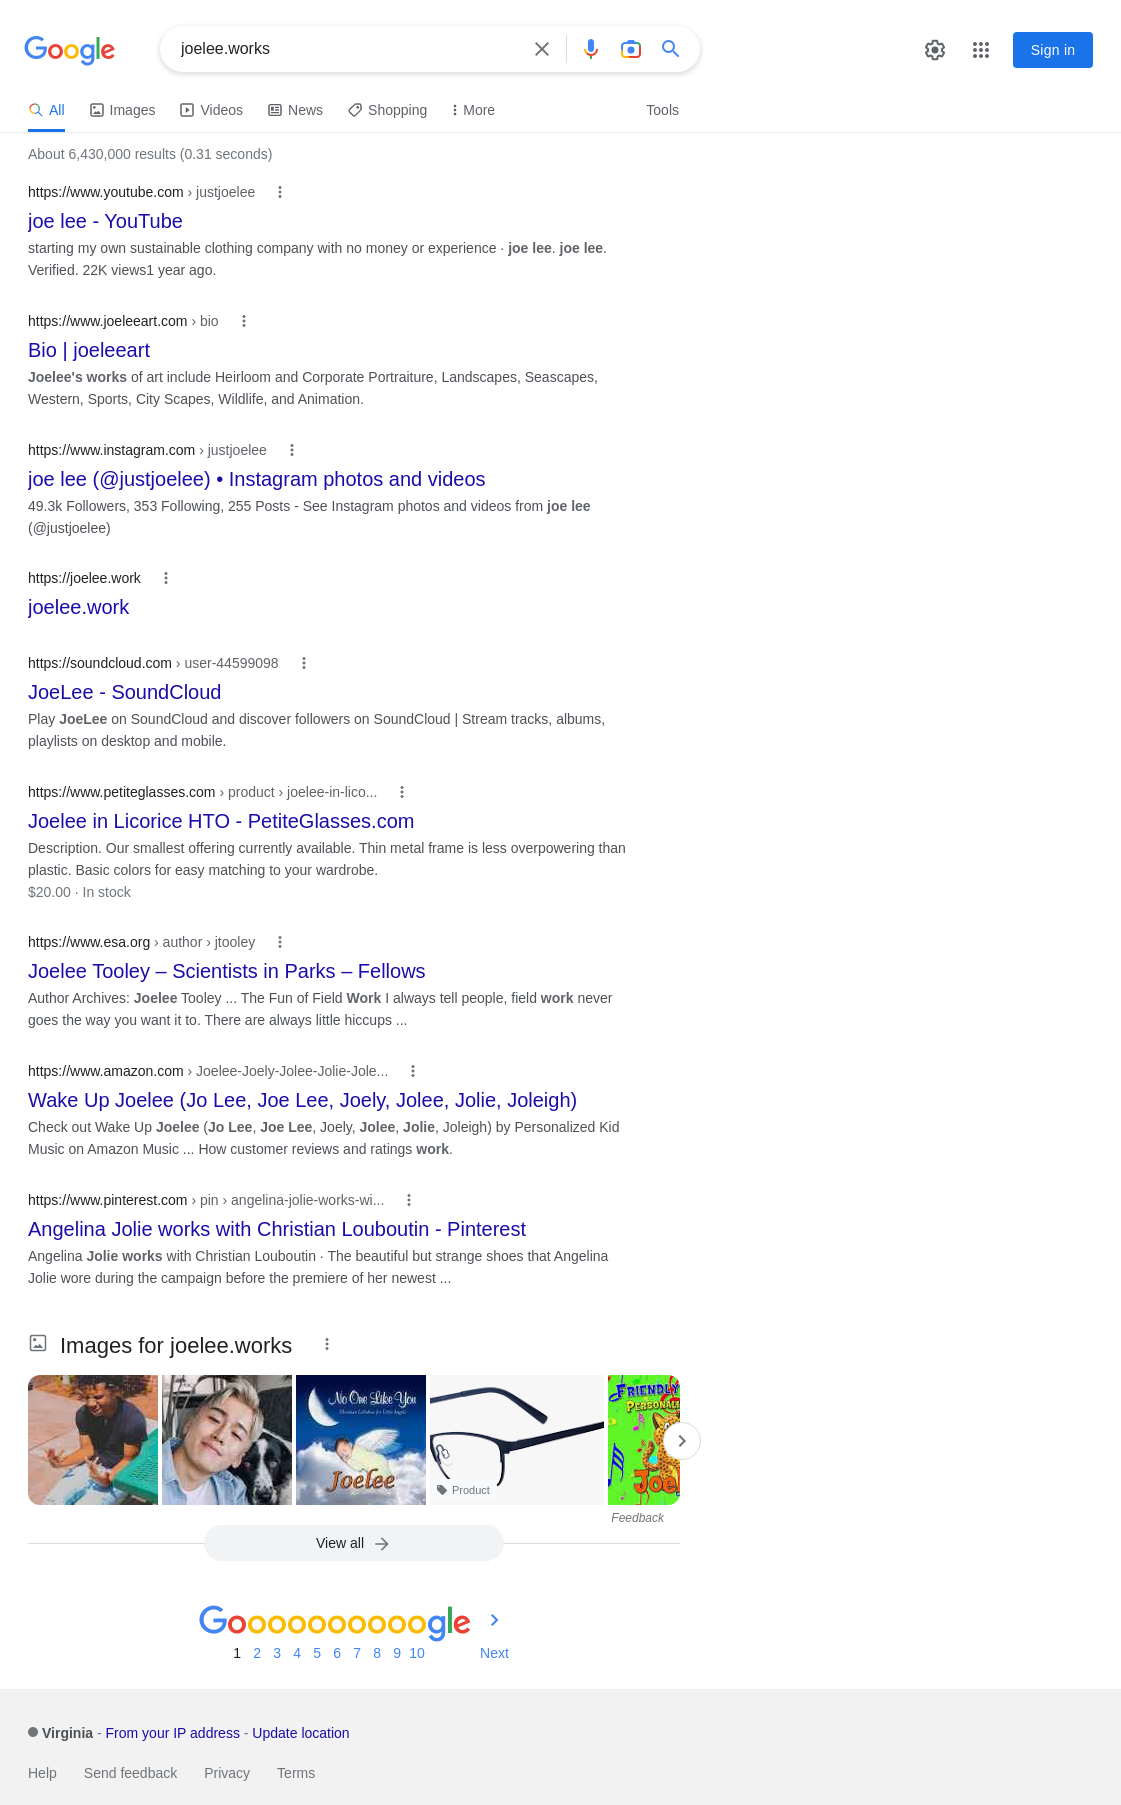 Google
joelee.works
Sign in
All Images Videos News Shopping More Tools
About 6,430,000 results (0.31 seconds)
https://www.youtube.com › justjoelee
joe lee - YouTube
starting my own sustainable clothing company with no money or experience · joe lee. joe lee.
Verified. 22K views1 year ago.
https://www.joeleeart.com › bio
Bio | joeleeart
Joelee's works of art include Heirloom and Corporate Portraiture, Landscapes, Seascapes,
Western, Sports, City Scapes, Wildlife, and Animation.
https://www.instagram.com › justjoelee
joe lee (@justjoelee) • Instagram photos and videos
49.3k Followers, 353 Following, 255 Posts - See Instagram photos and videos from joe lee
(@justjoelee)
https://joelee.work
joelee.work
https://soundcloud.com › user-44599098
JoeLee - SoundCloud
Play JoeLee on SoundCloud and discover followers on SoundCloud | Stream tracks, albums,
playlists on desktop and mobile.
https://www.petiteglasses.com › product › joelee-in-lico...
Joelee in Licorice HTO - PetiteGlasses.com
Description. Our smallest offering currently available. Thin metal frame is less overpowering than
plastic. Basic colors for easy matching to your wardrobe.
$20.00 · In stock
https://www.esa.org › author › jtooley
Joelee Tooley – Scientists in Parks – Fellows
Author Archives: Joelee Tooley ... The Fun of Field Work I always tell people, field work never
goes the way you want it to. There are always little hiccups ...
https://www.amazon.com › Joelee-Joely-Jolee-Jolie-Jole...
Wake Up Joelee (Jo Lee, Joe Lee, Joely, Jolee, Jolie, Joleigh)
Check out Wake Up Joelee (Jo Lee, Joe Lee, Joely, Jolee, Jolie, Joleigh) by Personalized Kid
Music on Amazon Music ... How customer reviews and ratings work.
https://www.pinterest.com › pin › angelina-jolie-works-wi...
Angelina Jolie works with Christian Louboutin - Pinterest
Angelina Jolie works with Christian Louboutin · The beautiful but strange shoes that Angelina
Jolie wore during the campaign before the premiere of her newest ...
Images for joelee.works
No One Like You
Christian Lullabies for Little Angels
Joelee
Product
FRIENDLY
PERSONAL
Joe
Feedback
View all
Goooooooooogle
1 2 3 4 5 6 7 8 9 10 Next
Virginia - From your IP address - Update location
Help Send feedback Privacy Terms